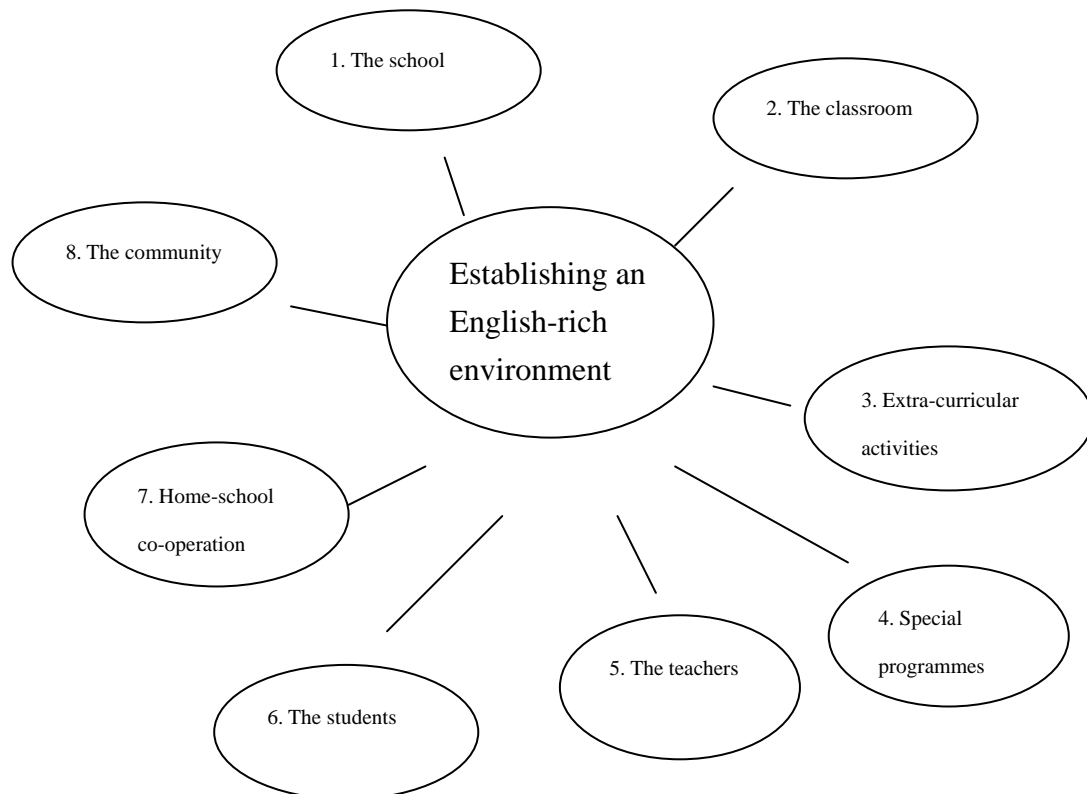 1. The school
2. The classroom
8. The community
Establishing an
English-rich
environment
3. Extra-curricular
activities
7. Home-school
co-operation
4. Special
programmes
5. The teachers
6. The students